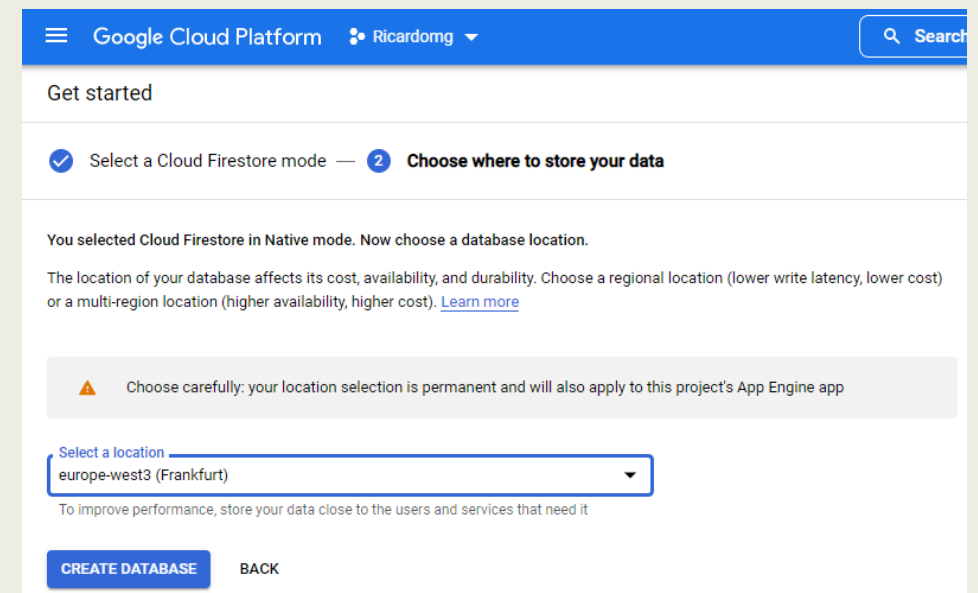 Google Cloud Platform Ricardomg Search
Get started
Select a Cloud Firestore mode — 2 Choose where to store your data
You selected Cloud Firestore in Native mode. Now choose a database location.
The location of your database affects its cost, availability, and durability. Choose a regional location (lower write latency, lower cost)
or a multi-region location (higher availability, higher cost). Learn more
Choose carefully: your location selection is permanent and will also apply to this project's App Engine app
Select a location
europe-west3 (Frankfurt)
To improve performance, store your data close to the users and services that need it
CREATE DATABASE BACK